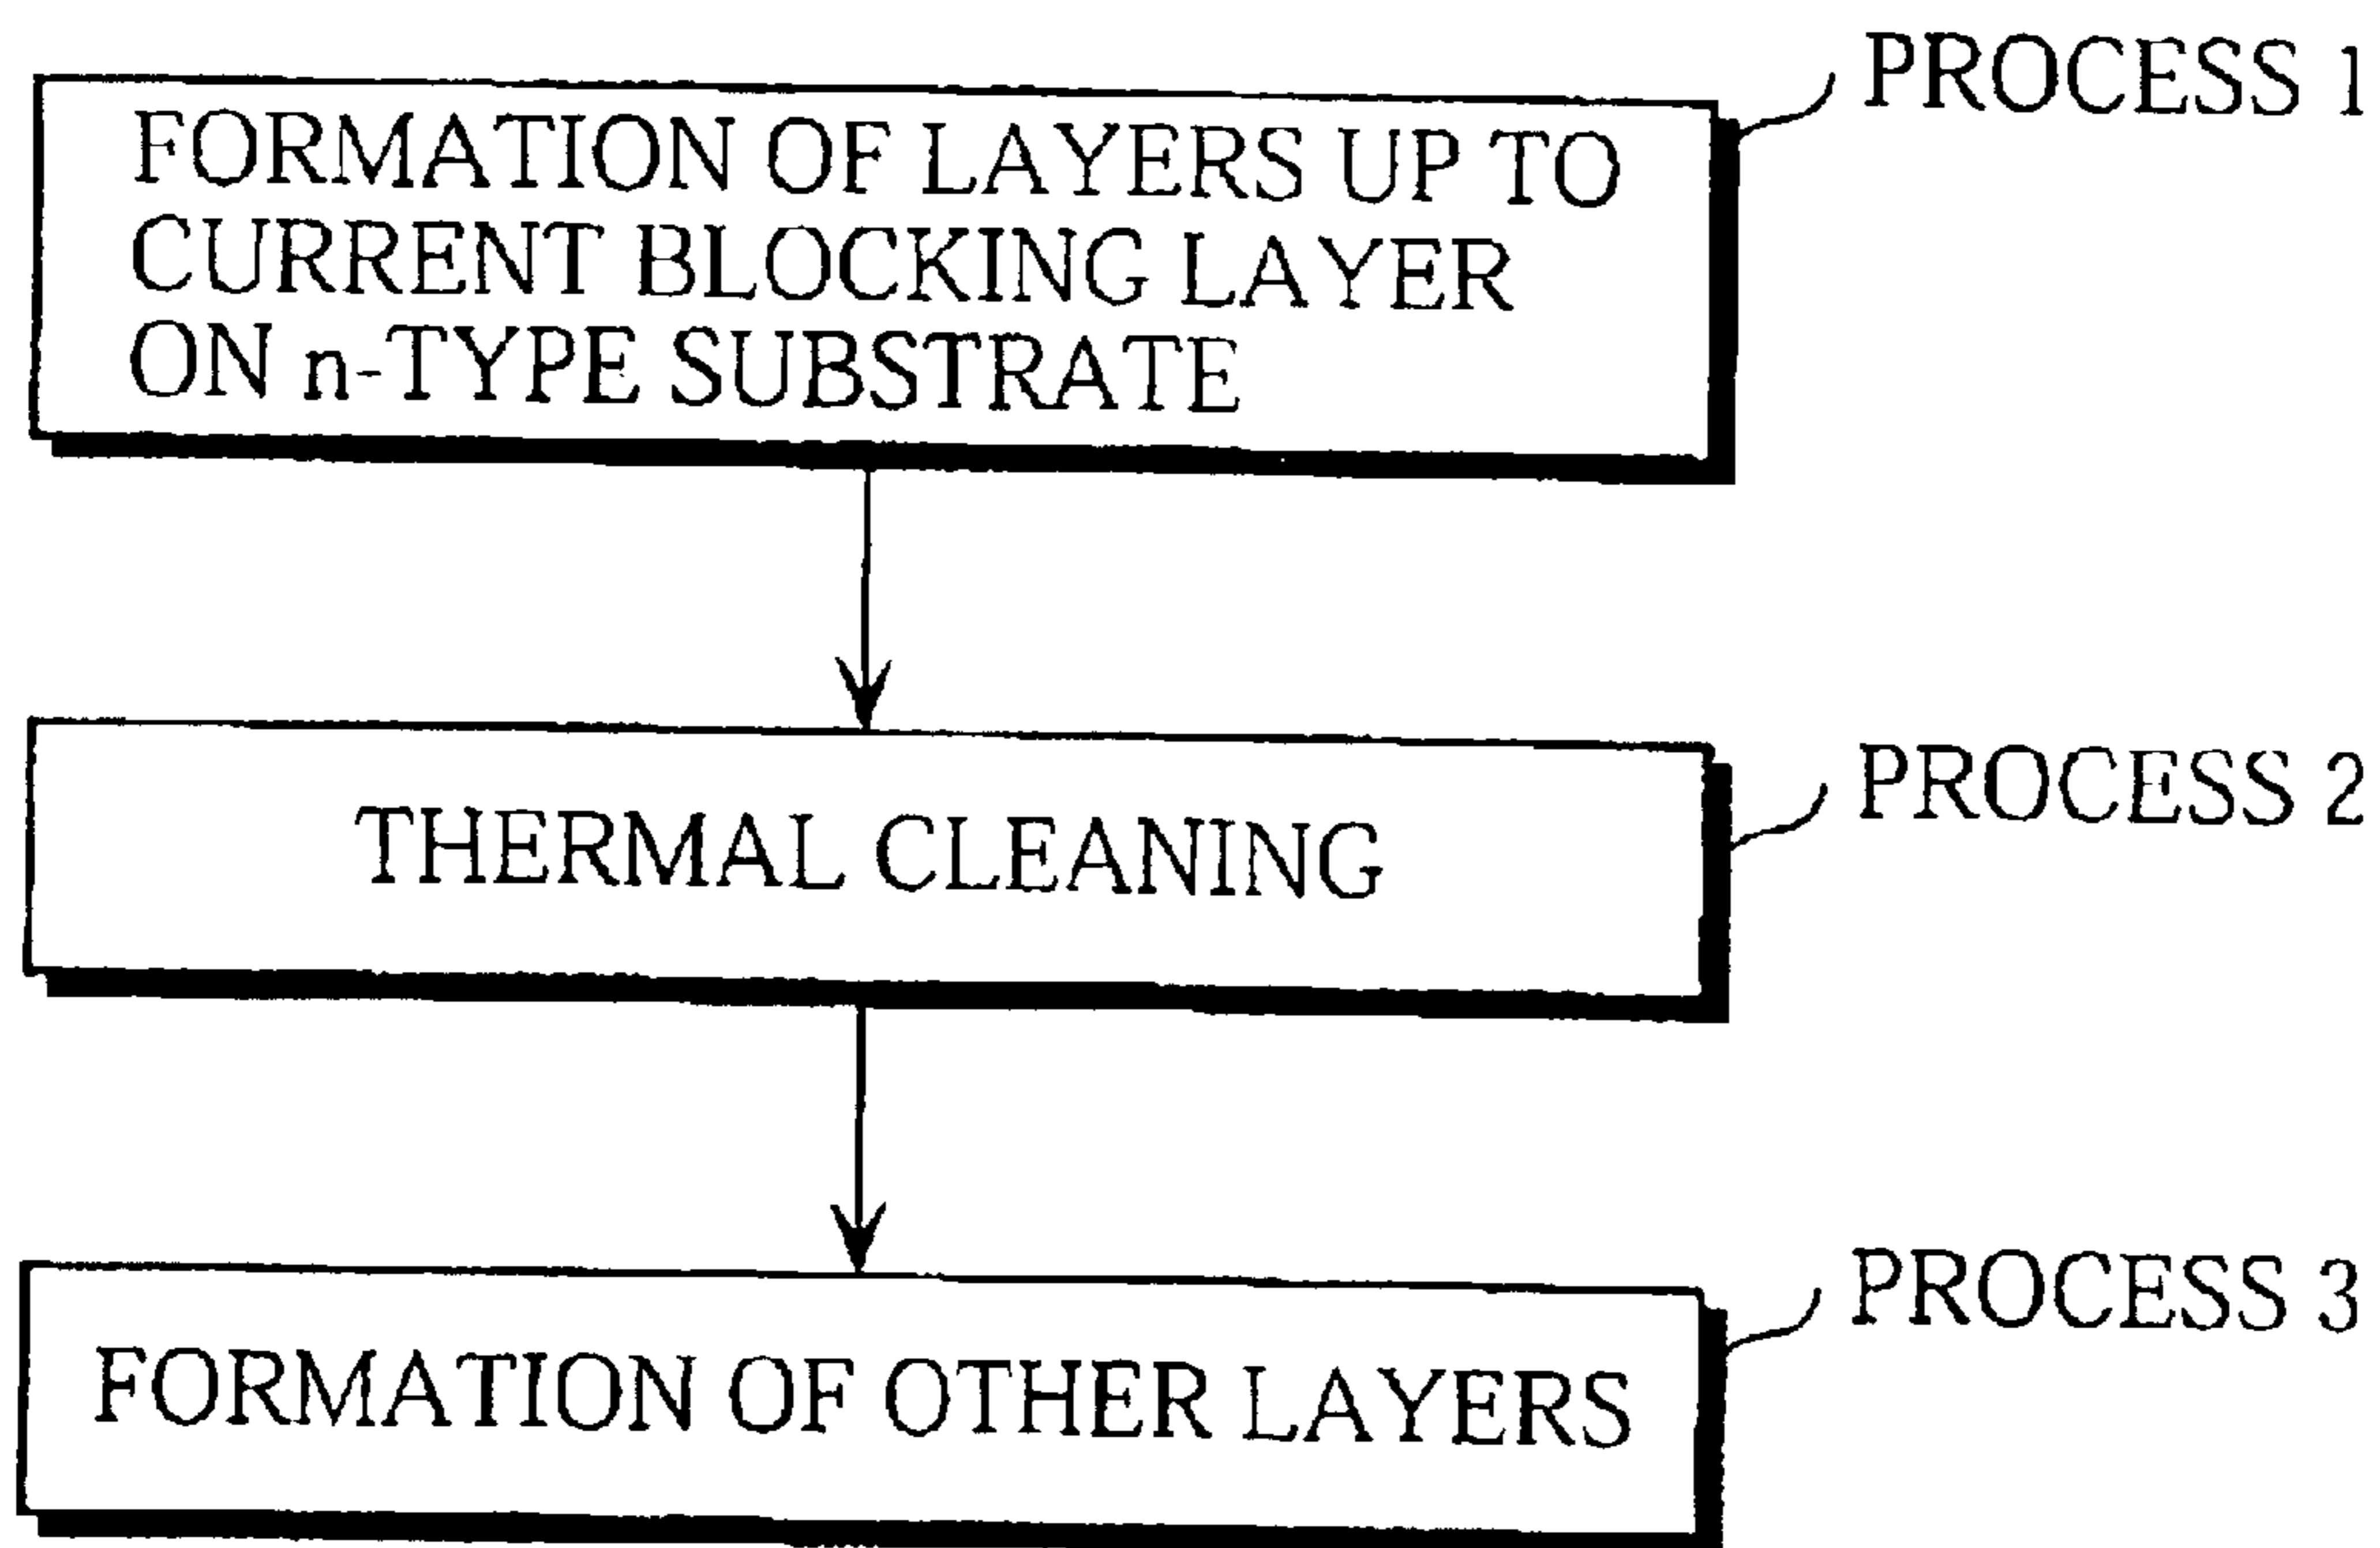 PROCESS 1
FORMATION OF LAYERS UP TO
CURRENT BLOCKING LAYER
ON n-TYPE SUBSTRATE
PROCESS 2
THERMAL CLEANING
PROCESS 3
FORMATION OF OTHER LAYERS